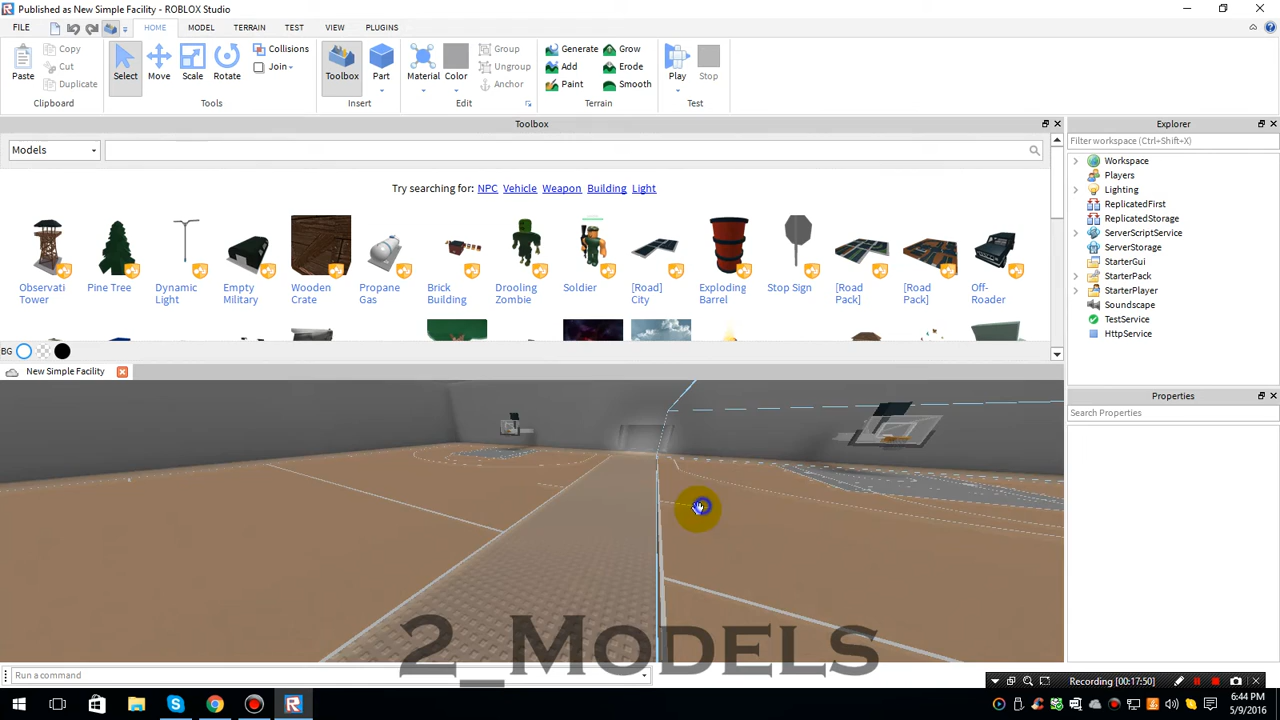 Published as New Simple Facility - ROBLOX Studio
FILE HOME MODEL TERRAIN TEST VIEW PLUGINS
Paste Copy Cut Duplicate Clipboard
Select Move Scale Rotate Collisions Join Tools
Toolbox Part Insert
Material Color Group Ungroup Anchor Edit
Generate Grow Add Erode Paint Smooth Terrain
Play Stop Test
Toolbox
Models
Try searching for: NPC Vehicle Weapon Building Light
Observati Tower
Pine Tree
Dynamic Light
Empty Military
Wooden Crate
Propane Gas
Brick Building
Drooling Zombie
Soldier
[Road] City
Exploding Barrel
Stop Sign
[Road Pack]
[Road Pack]
Off-Roader
BG
New Simple Facility
2_Models
Run a command
Explorer
Filter workspace (Ctrl+Shift+X)
Workspace
Players
Lighting
ReplicatedFirst
ReplicatedStorage
ServerScriptService
ServerStorage
StarterGui
StarterPack
StarterPlayer
Soundscape
TestService
HttpService
Properties
Search Properties
Recording [00:17:50]
6:44 PM
5/9/2016